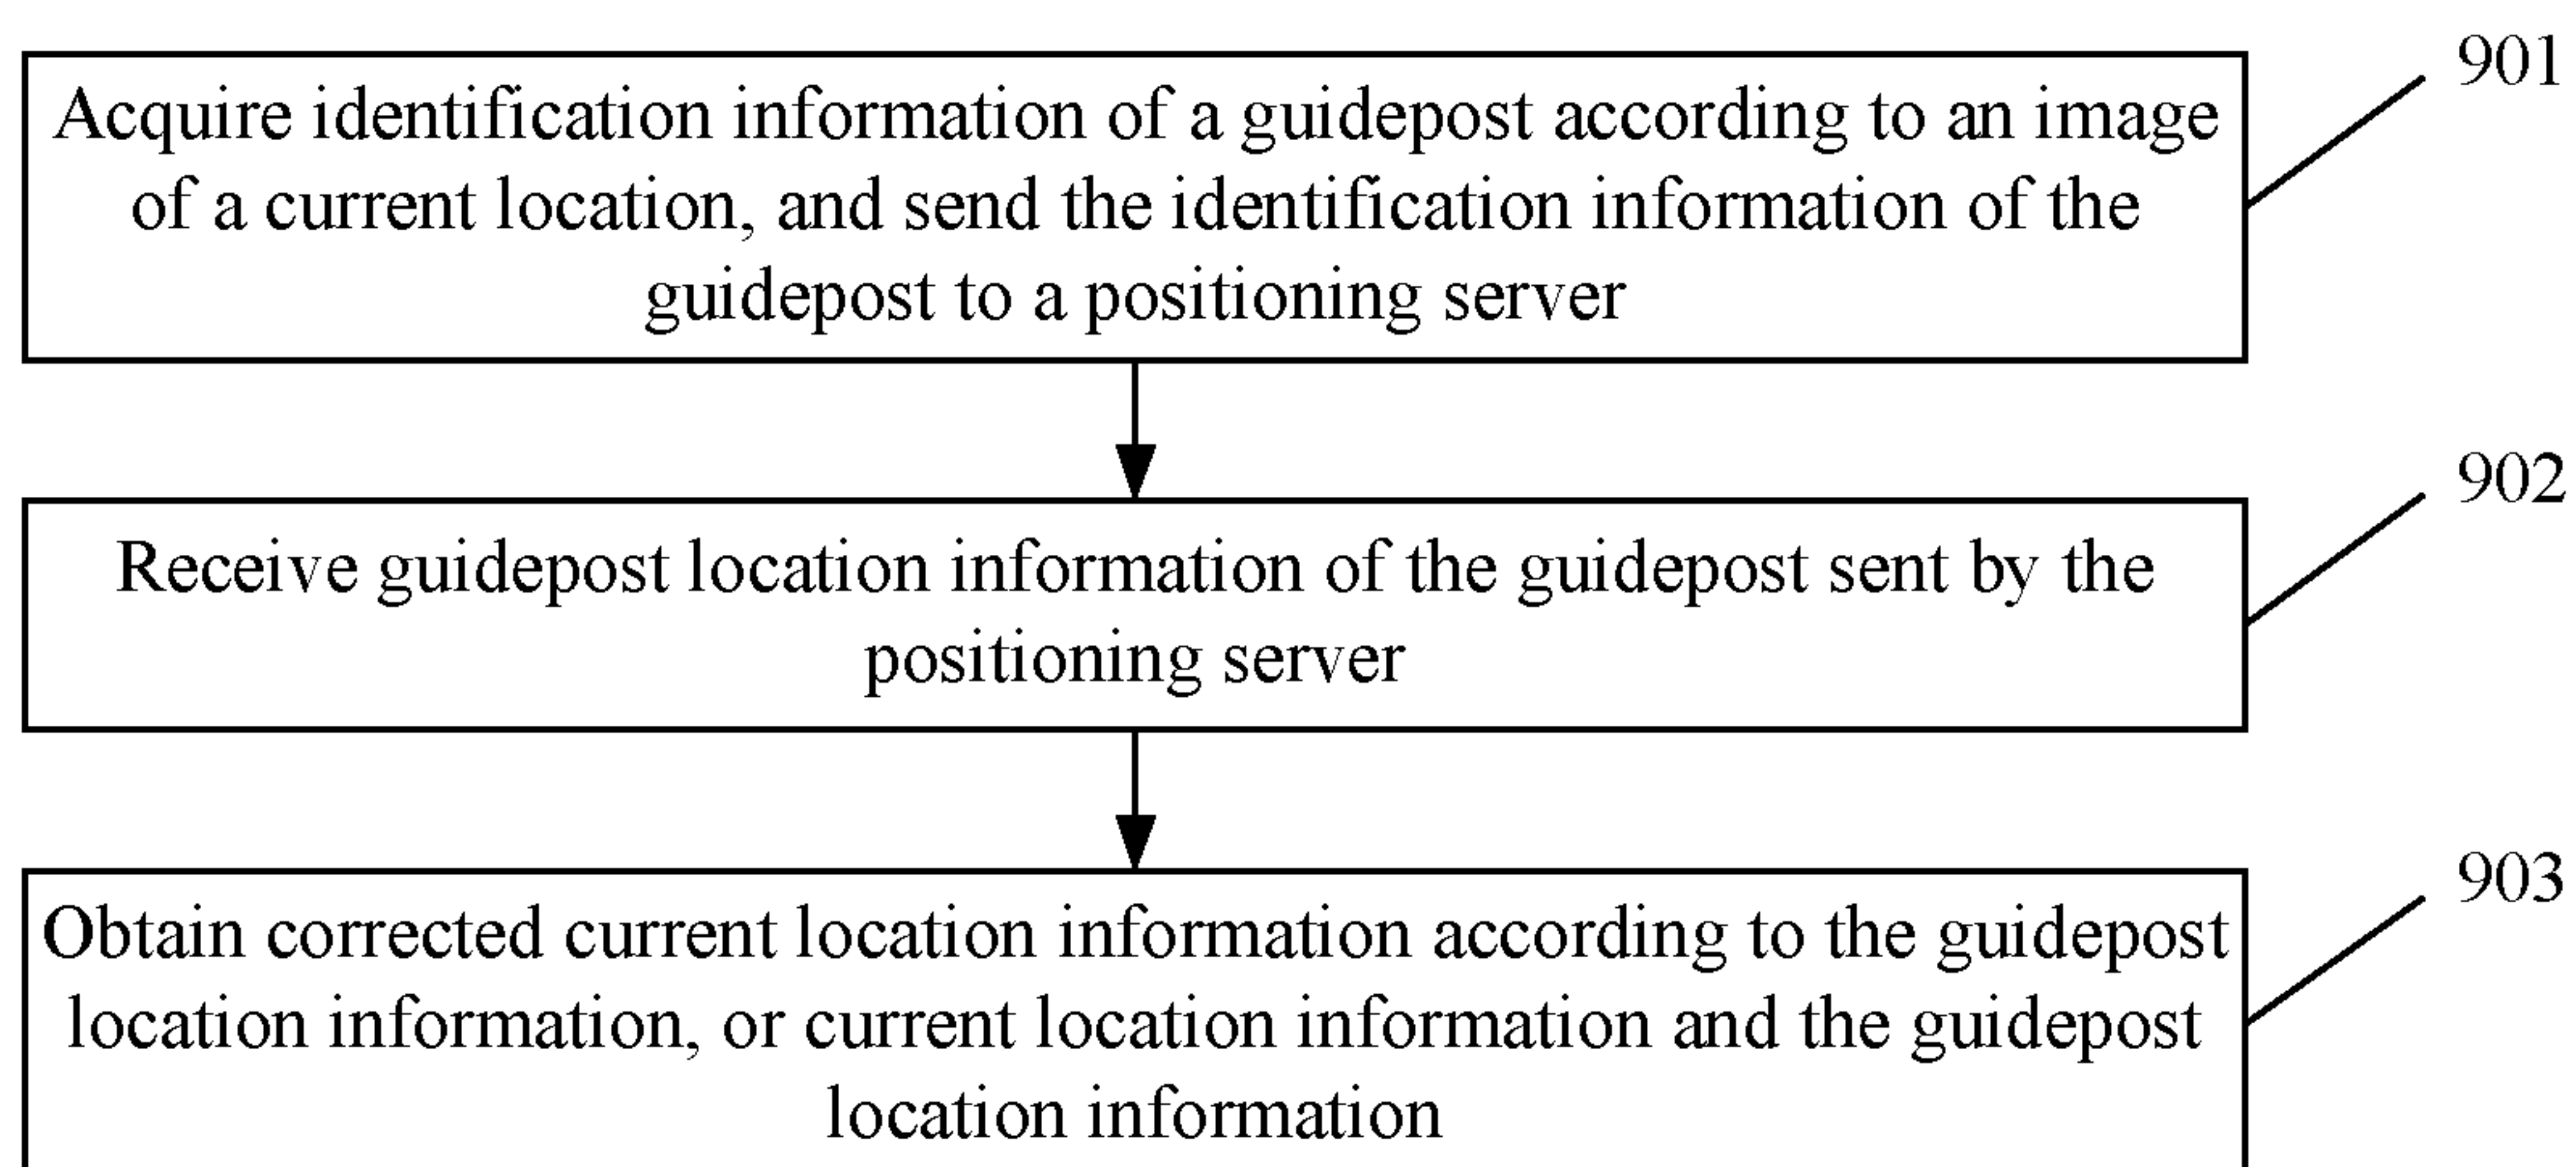 901
Acquire identification information of a guidepost according to an image
of a current location, and send the identification information of the
guidepost to a positioning server
902
Receive guidepost location information of the guidepost sent by the
positioning server
903
Obtain corrected current location information according to the guidepost
location information, or current location information and the guidepost
location information